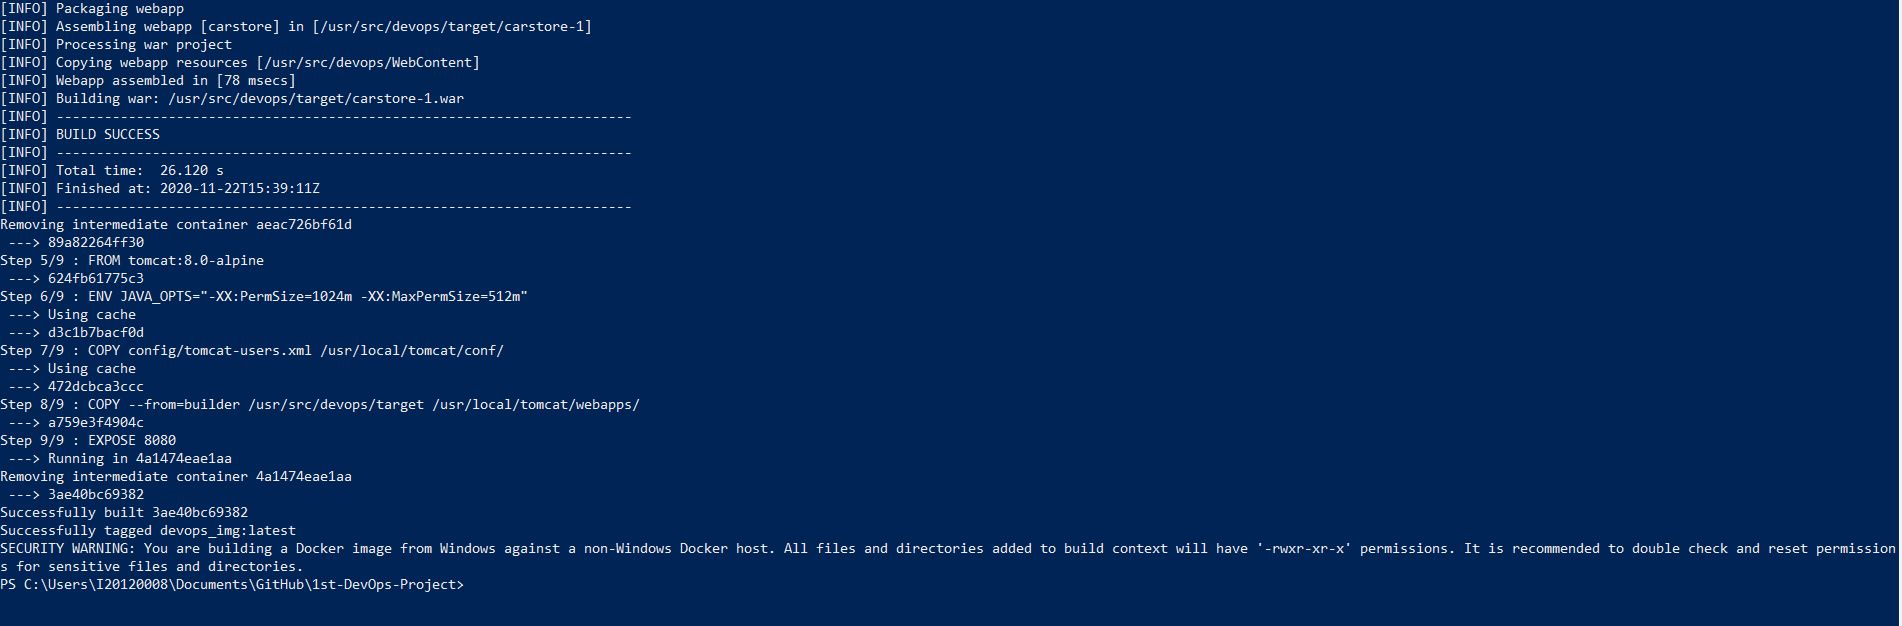 [INFO] Packaging webapp
[INFO] Assembling webapp [carstore] in [/usr/src/devops/target/carstore-1]
[INFO] Processing war project
[INFO] Copying webapp resources [/usr/src/devops/WebContent]
[INFO] Webapp assembled in [78 msecs]
[INFO] Building war: /usr/src/devops/target/carstore-1.war
[INFO] ------------------------------------------------------------------------
[INFO] BUILD SUCCESS
[INFO] ------------------------------------------------------------------------
[INFO] Total time:  26.120 s
[INFO] Finished at: 2020-11-22T15:39:11Z
[INFO] ------------------------------------------------------------------------
Removing intermediate container aeac726bf61d
 ---> 89a82264ff30
Step 5/9 : FROM tomcat:8.0-alpine
 ---> 624fb61775c3
Step 6/9 : ENV JAVA_OPTS="-XX:PermSize=1024m -XX:MaxPermSize=512m"
 ---> Using cache
 ---> d3c1b7bacf0d
Step 7/9 : COPY config/tomcat-users.xml /usr/local/tomcat/conf/
 ---> Using cache
 ---> 472dcbca3ccc
Step 8/9 : COPY --from=builder /usr/src/devops/target /usr/local/tomcat/webapps/
 ---> a759e3f4904c
Step 9/9 : EXPOSE 8080
 ---> Running in 4a1474eae1aa
Removing intermediate container 4a1474eae1aa
 ---> 3ae40bc69382
Successfully built 3ae40bc69382
Successfully tagged devops_img:latest
SECURITY WARNING: You are building a Docker image from Windows against a non-Windows Docker host. All files and directories added to build context will have '-rwxr-xr-x' permissions. It is recommended to double check and reset permission
s for sensitive files and directories.
PS C:\Users\I20120008\Documents\GitHub\1st-DevOps-Project>